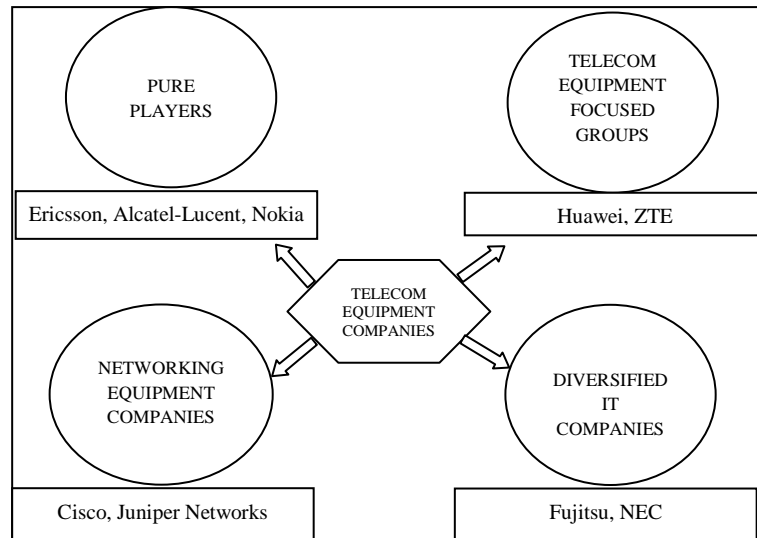 PURE
PLAYERS
TELECOM
EQUIPMENT
FOCUSED
GROUPS
Ericsson, Alcatel-Lucent, Nokia
Huawei, ZTE
TELECOM
EQUIPMENT
COMPANIES
NETWORKING
EQUIPMENT
COMPANIES
DIVERSIFIED
IT
COMPANIES
Cisco, Juniper Networks
Fujitsu, NEC